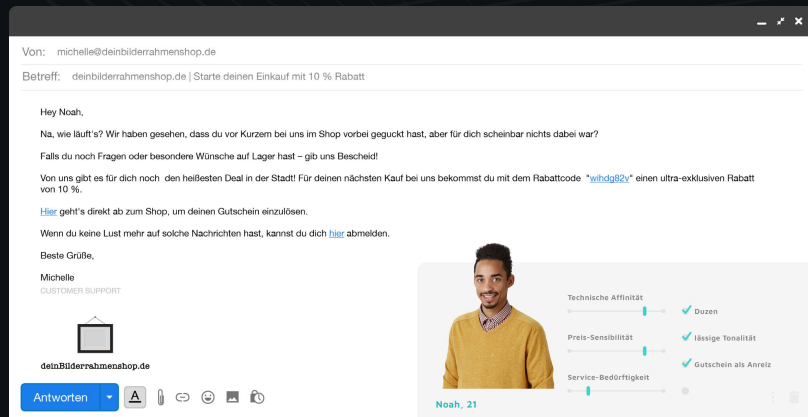 Von: michelle@deinbilderrahmenshop.de
Betreff: deinbilderrahmenshop.de | Starte deinen Einkauf mit 10 % Rabatt
Hey Noah,
Na, wie läuft's? Wir haben gesehen, dass du vor Kurzem bei uns im Shop vorbei geguckt hast, aber für dich scheinbar nichts dabei war?
Falls du noch Fragen oder besondere Wünsche auf Lager hast – gib uns Bescheid!
Von uns gibt es für dich noch den heißesten Deal in der Stadt! Für deinen nächsten Kauf bei uns bekommst du mit dem Rabattcode "wihdg82v" einen ultra-exklusiven Rabatt
von 10 %.
Hier geht's direkt ab zum Shop, um deinen Gutschein einzulösen.
Wenn du keine Lust mehr auf solche Nachrichten hast, kannst du dich hier abmelden.
Beste Grüße,
Michelle
CUSTOMER SUPPORT
deinBilderrahmenshop.de
Antworten
A
Noah, 21
Technische Affinität
Preis-Sensibilität
Service-Bedürftigkeit
Duzen
lässige Tonalität
Gutschein als Anreiz